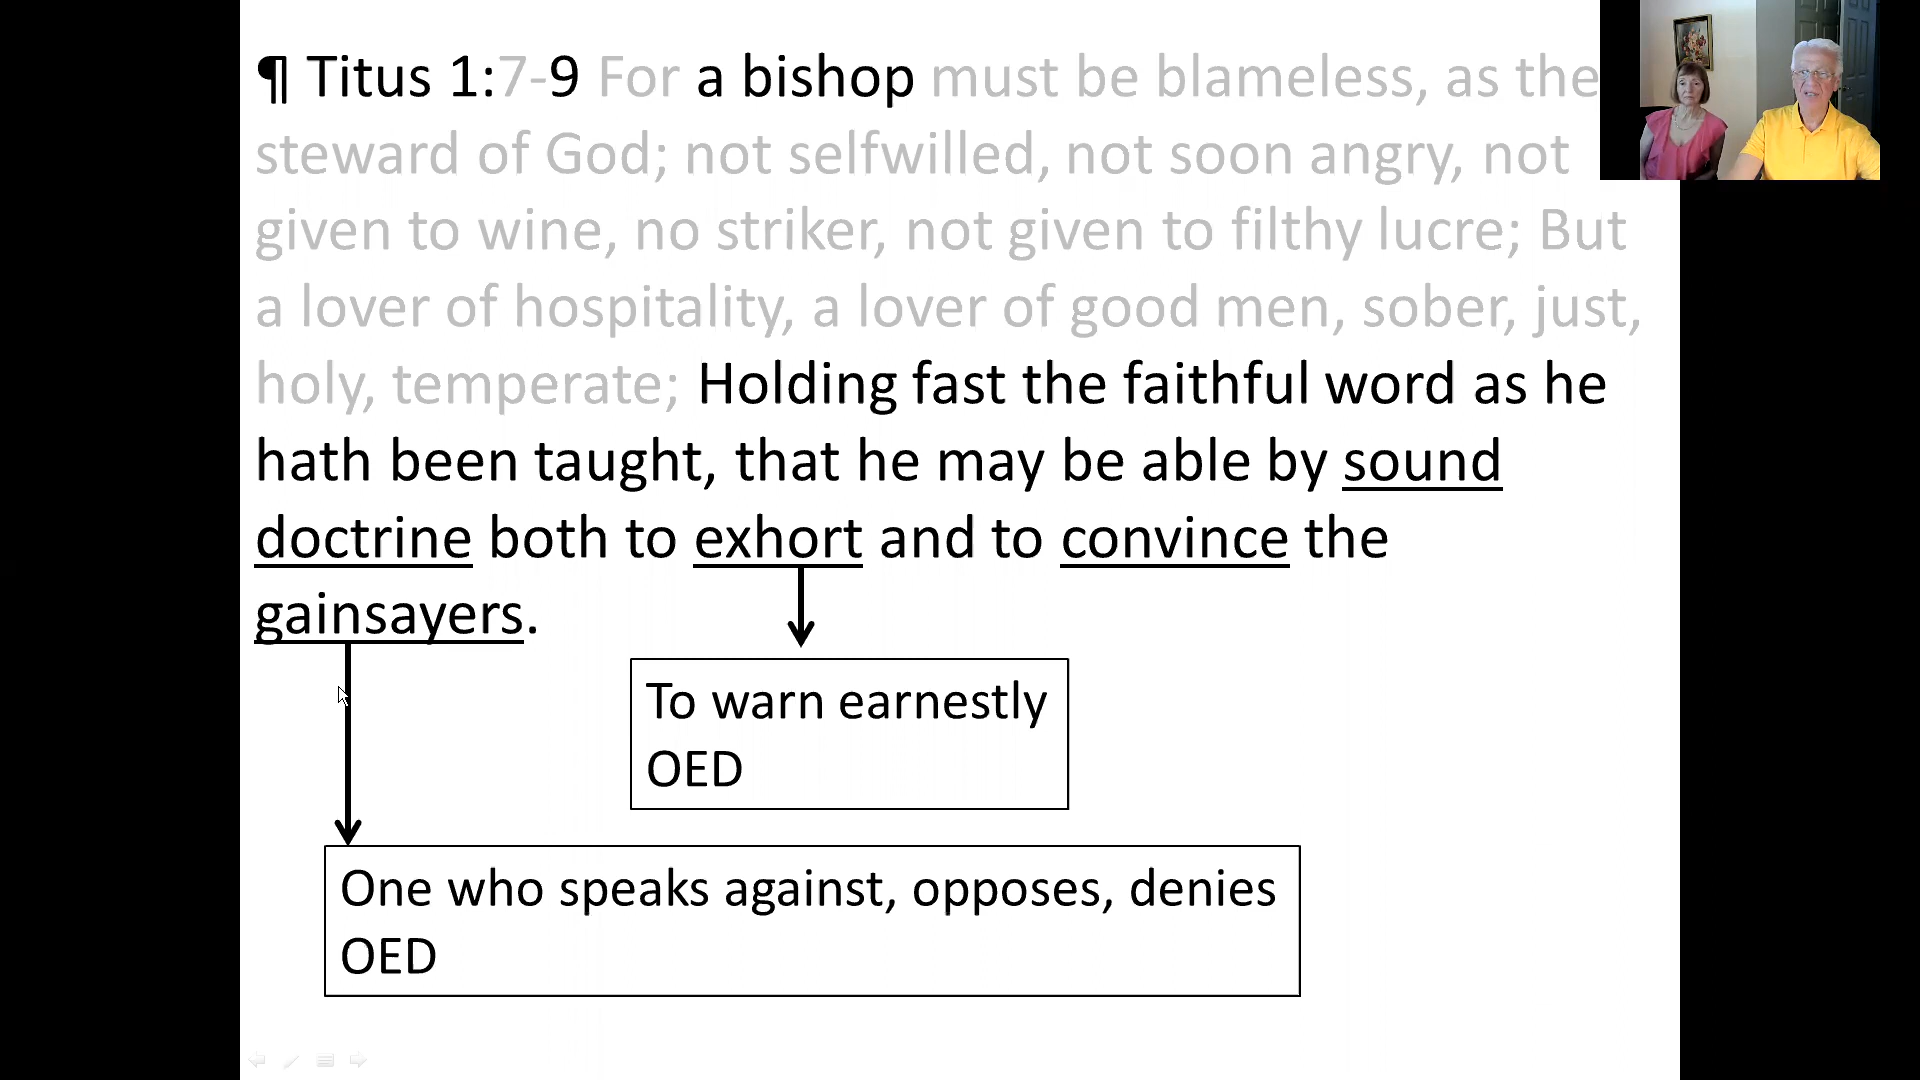 ¶ Titus 1:7-9 For a bishop must be blameless, as the
steward of God; not selfwilled, not soon angry, not
given to wine, no striker, not given to filthy lucre; But
a lover of hospitality, a lover of good men, sober, just,
holy, temperate; Holding fast the faithful word as he
hath been taught, that he may be able by sound
doctrine both to exhort and to convince the
gainsayers.
To warn earnestly
OED
One who speaks against, opposes, denies
OED